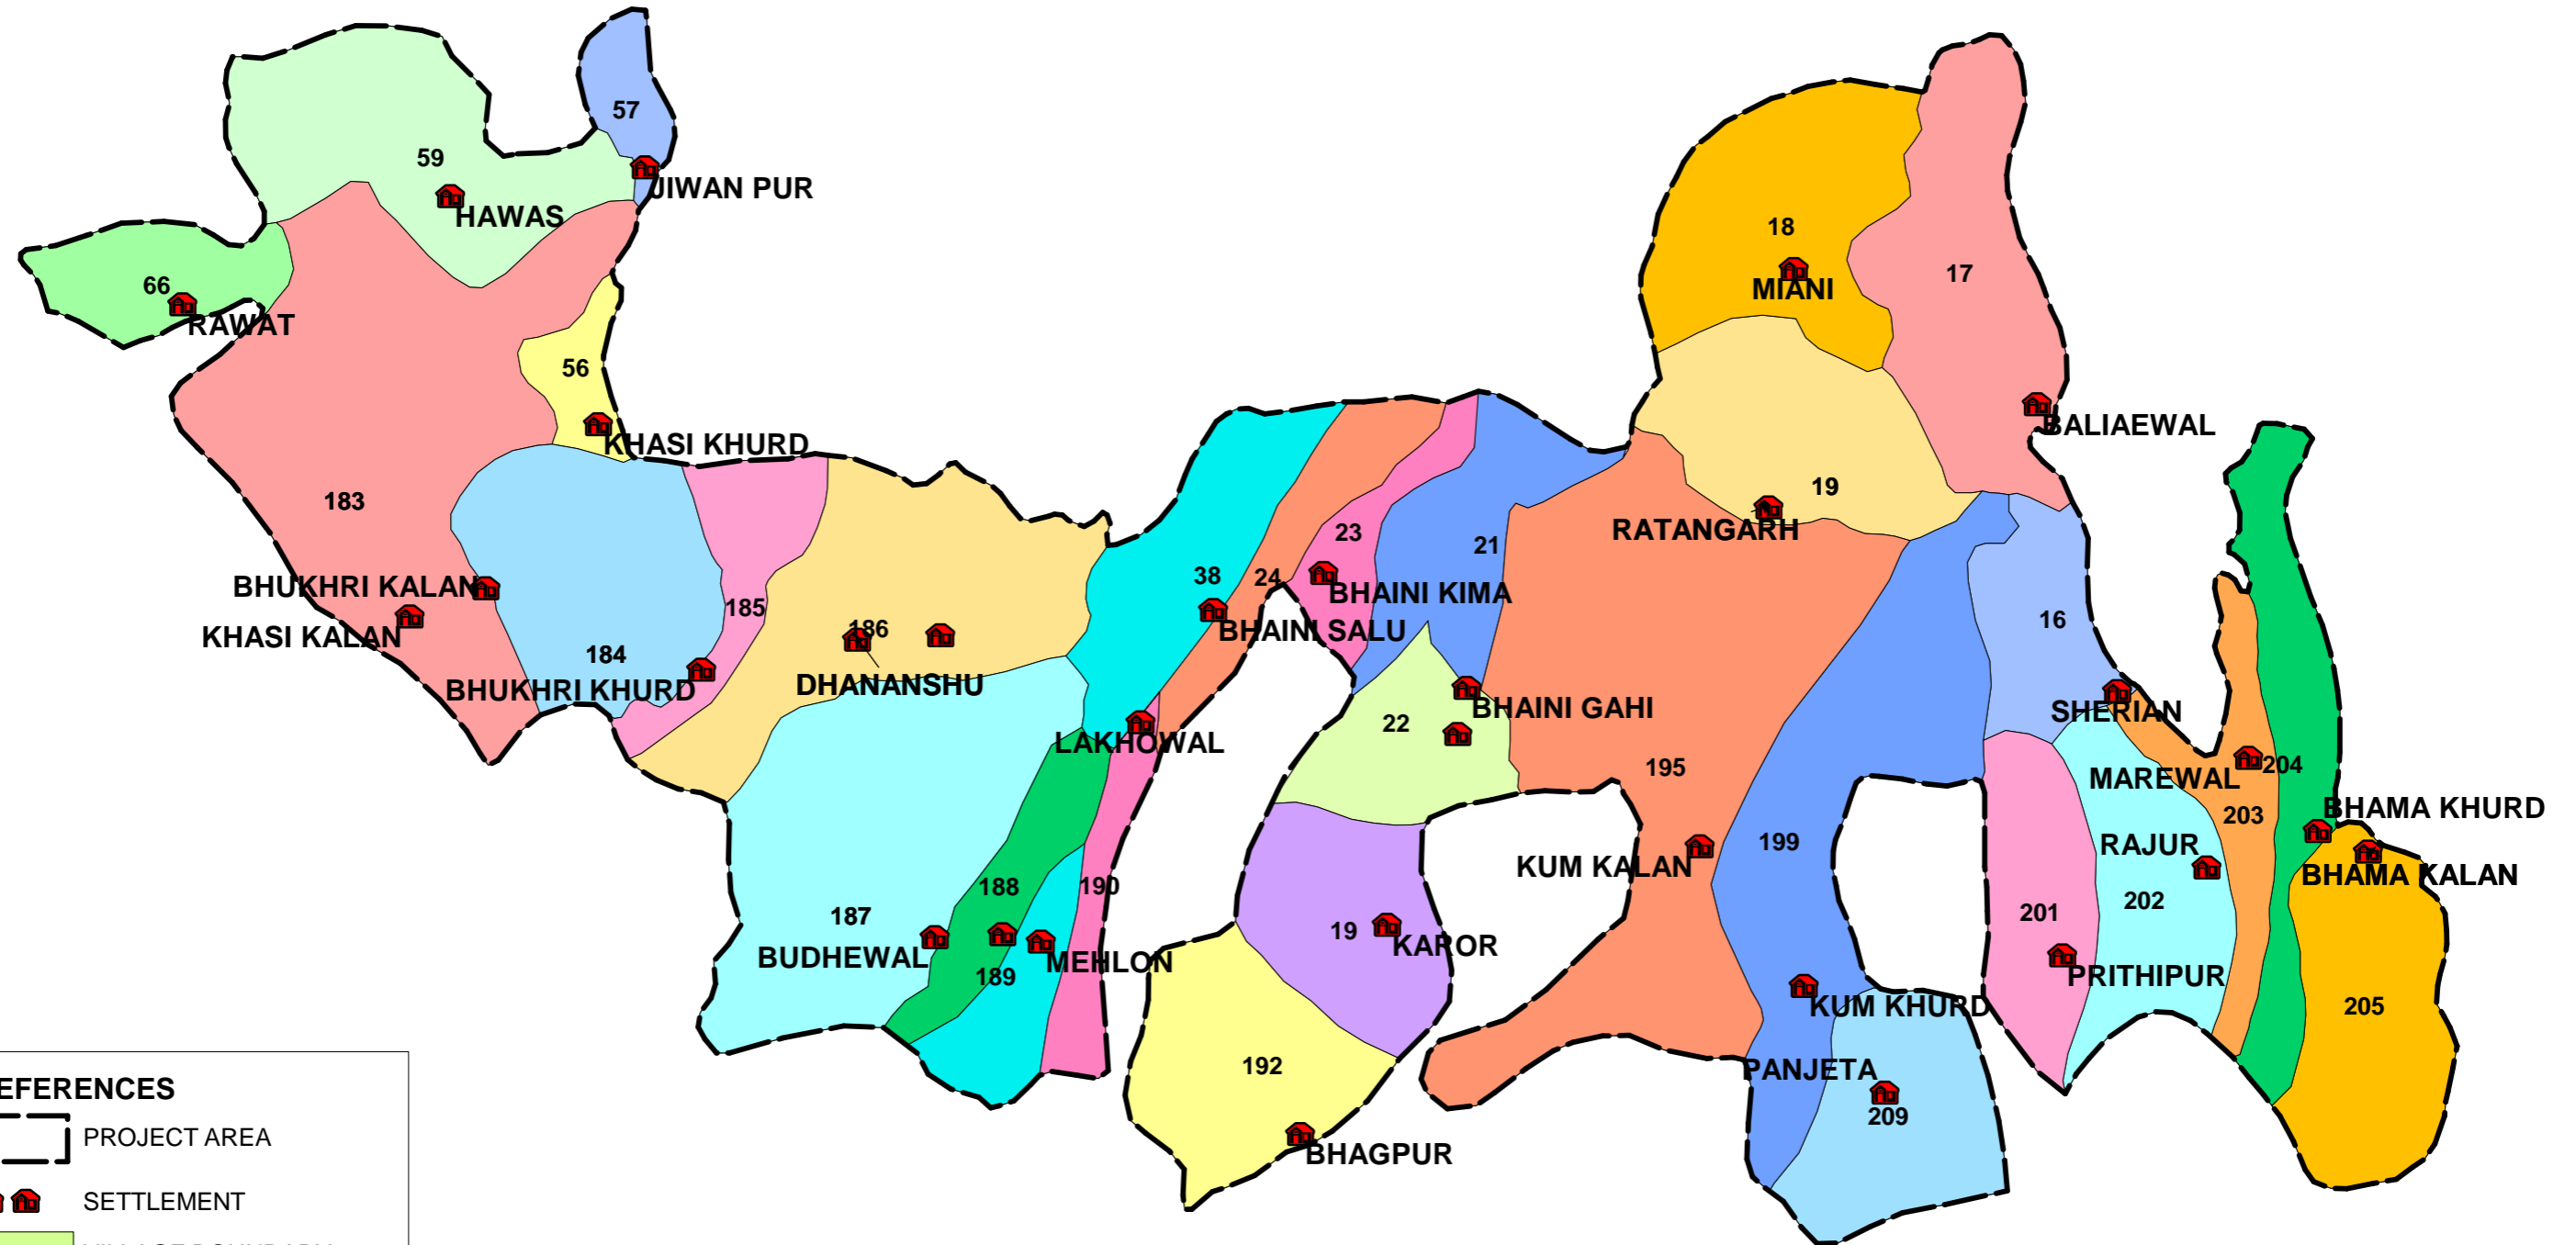 57
59
JIWAN PUR
HAWAS
66
RAWAT
56
KHASI KHURD
183
BHUKHRI KALAN
KHASI KALAN
184
185
BHUKHRI KHURD
186
DHANANSHU
187
BUDHEWAL
188
189
MEHLON
190
LAKHOWAL
38
BHAINI SALU
24
23
BHAINI KIMA
21
22
BHAINI GAHI
19
KAROR
192
BHAGPUR
18
MIANI
17
BALIAEWAL
19
RATANGARH
195
KUM KALAN
199
KUM KHURD
PANJETA
209
16
SHERIAN
MAREWAL
204
203
RAJUR
202
201
PRITHIPUR
BHAMA KHURD
BHAMA KALAN
205
EFERENCES
PROJECT AREA
SETTLEMENT